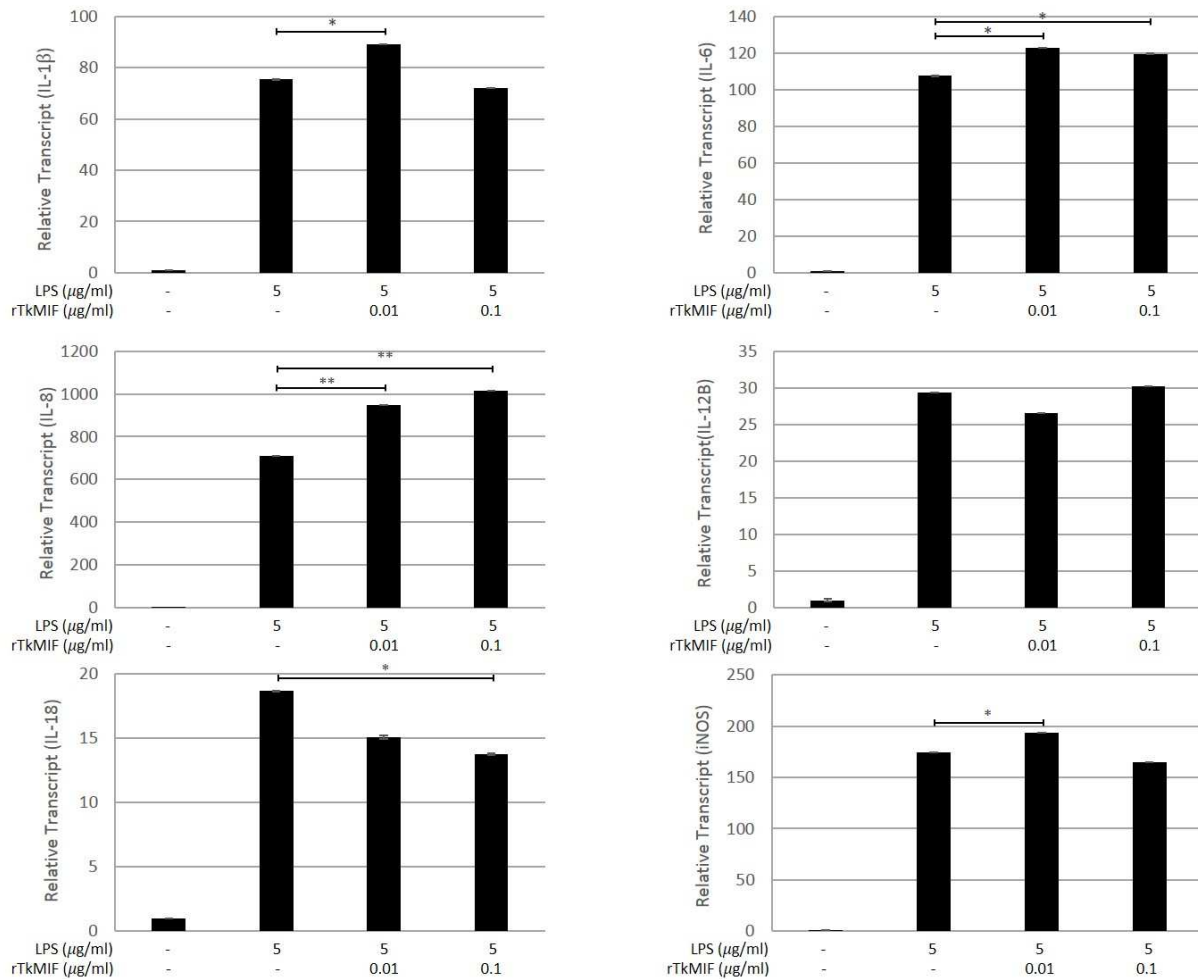 Relative Transcript (IL-1β)
100
80
60
40
20
0
*
LPS (μg/ml) - 5 5 5
rTkMIF (μg/ml) - - 0.01 0.1
Relative Transcript (IL-6)
140
120
100
80
60
40
20
0
*
*
LPS (μg/ml) - 5 5 5
rTkMIF (μg/ml) - - 0.01 0.1
Relative Transcript (IL-8)
1200
1000
800
600
400
200
0
**
**
LPS (μg/ml) - 5 5 5
rTkMIF (μg/ml) - - 0.01 0.1
Relative Transcript(IL-12B)
35
30
25
20
15
10
5
0
LPS (μg/ml) - 5 5 5
rTkMIF (μg/ml) - - 0.01 0.1
Relative Transcript (IL-18)
20
15
10
5
0
*
LPS (μg/ml) - 5 5 5
rTkMIF (μg/ml) - - 0.01 0.1
Relative Transcript (iNOS)
250
200
150
100
50
0
*
LPS (μg/ml) - 5 5 5
rTkMIF (μg/ml) - - 0.01 0.1